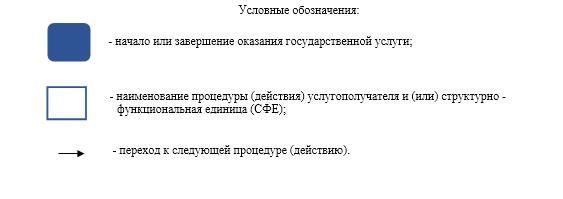 Условные обозначения:
- начало или завершение оказания государственной услуги;
- наименование процедуры (действия) услугополучателя и (или) структурно -
функциональная единица (СФЕ);
- переход к следующей процедуре (действию).